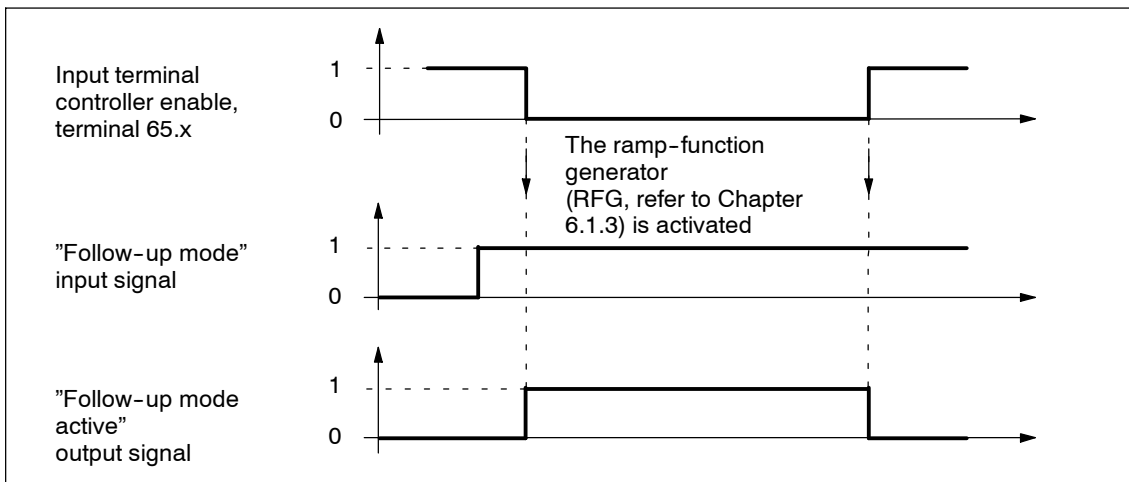 Input terminal
controller enable,
terminal 65.x
1
0
The ramp-function
generator
(RFG, refer to Chapter
6.1.3) is activated
”Follow-up mode”
input signal
1
0
”Follow-up mode
active”
output signal
1
0